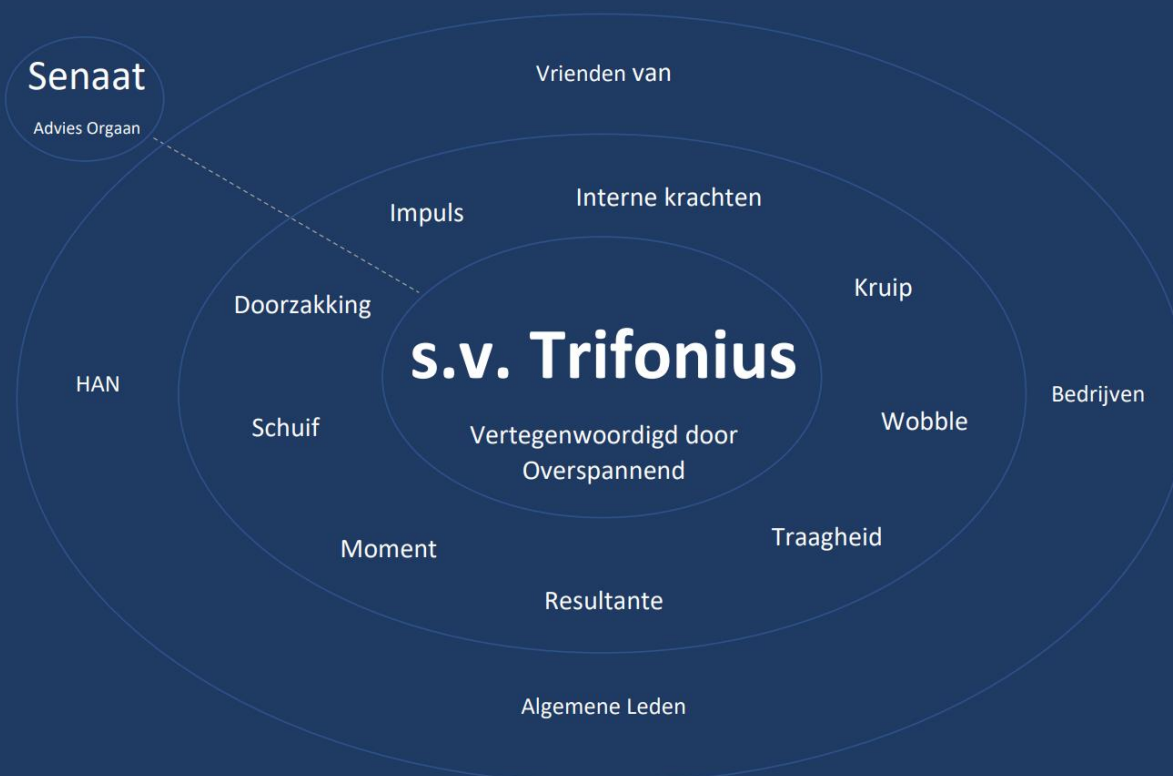 Senaat
Advies Orgaan
Vrienden van
Impuls
Interne krachten
Doorzakking
Kruip
s.v. Trifonius
HAN
Bedrijven
Schuif
Vertegenwoordigd door
Overspannend
Wobble
Moment
Traagheid
Resultante
Algemene Leden